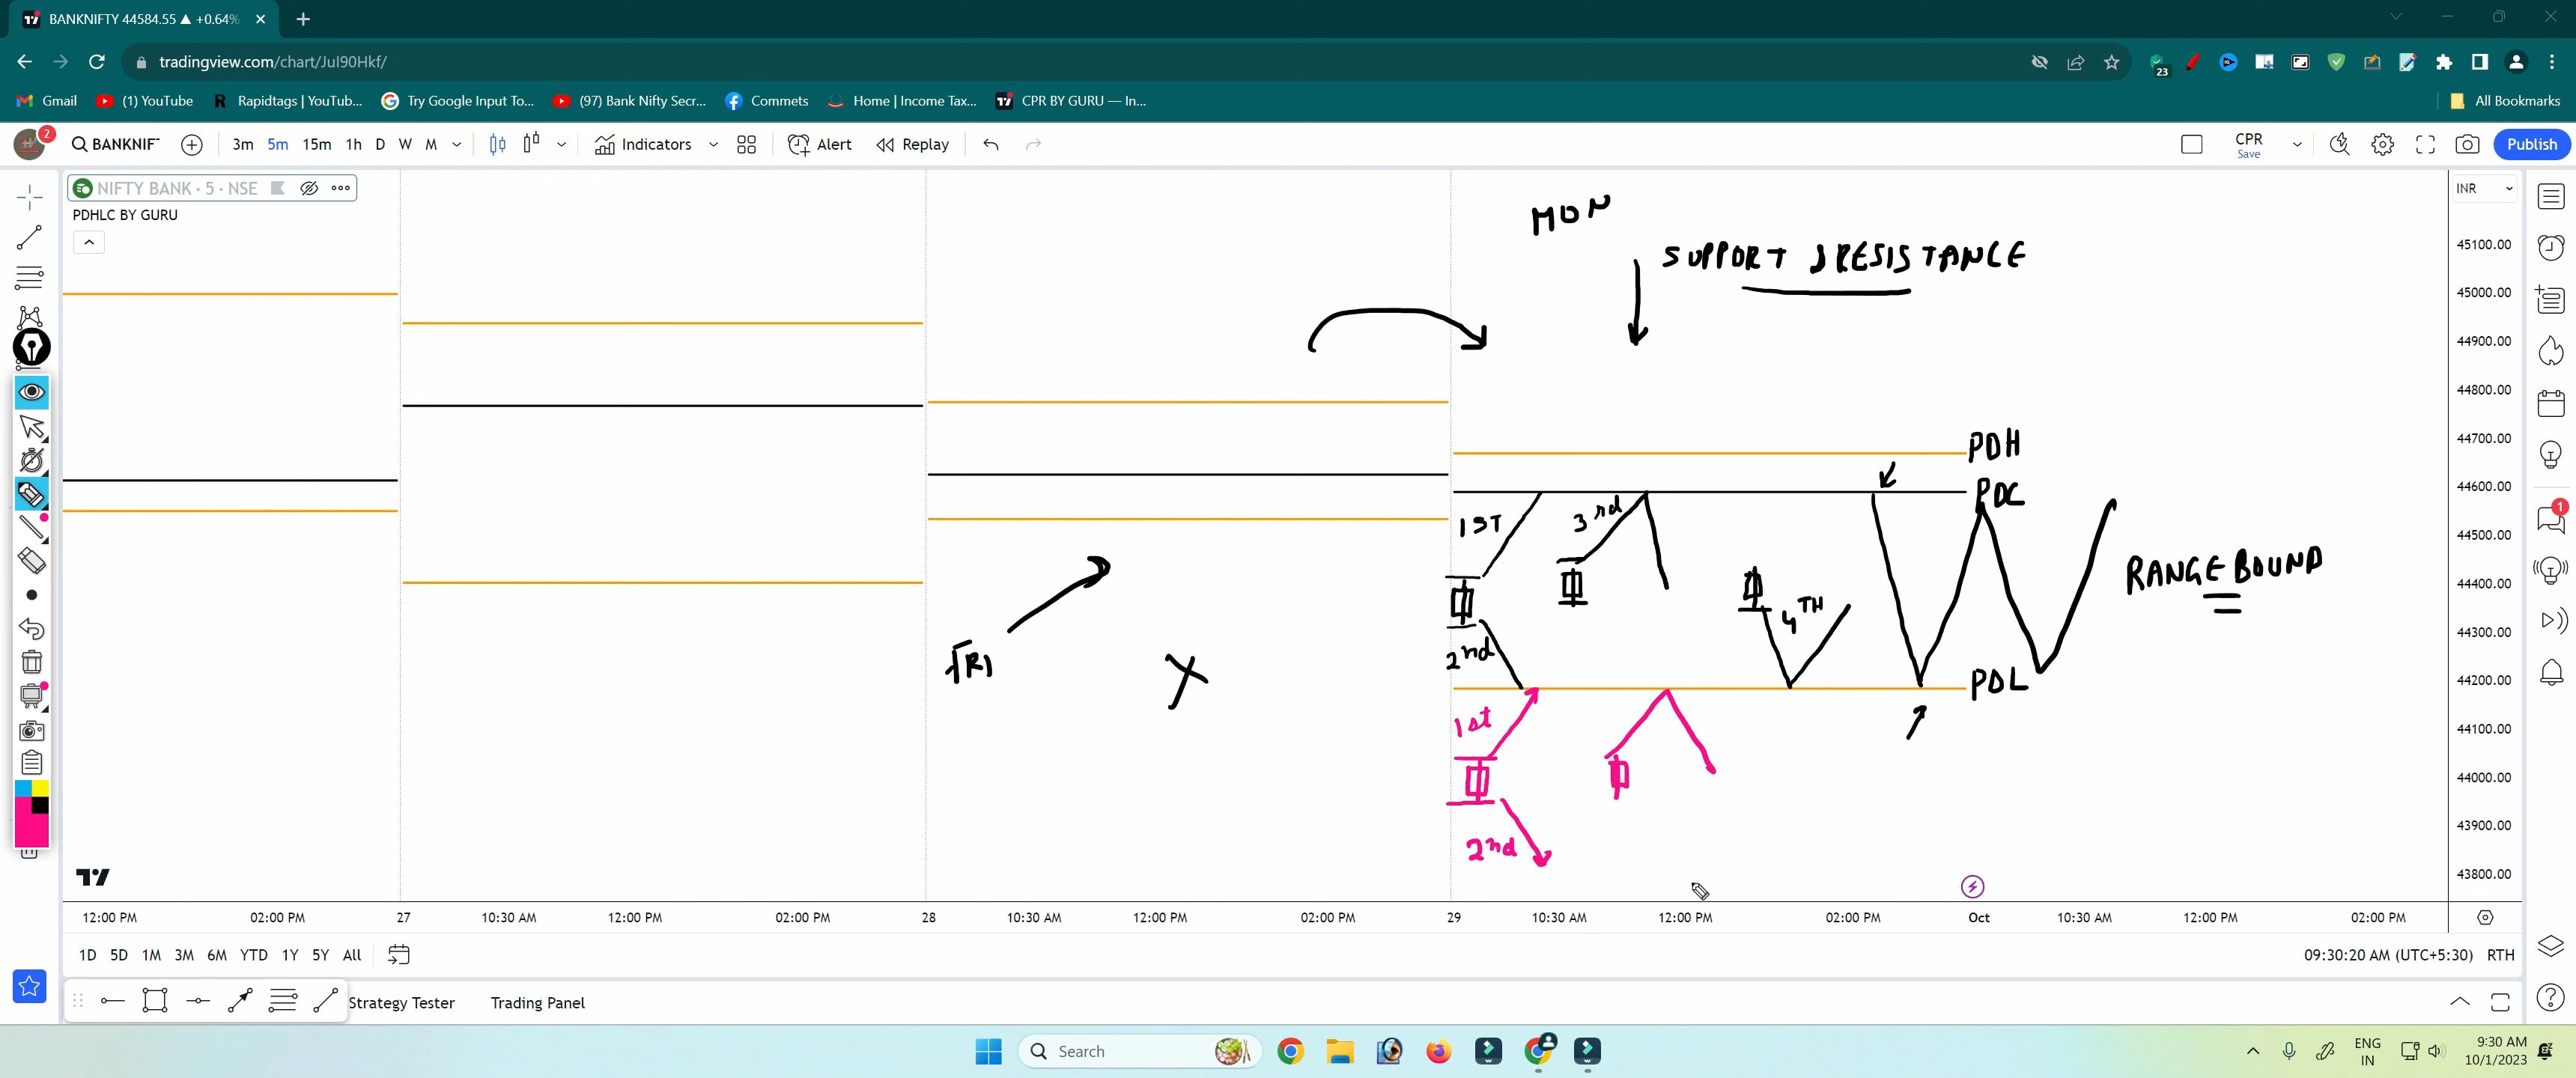 BANKNIFTY 44584.55 ▲ +0.64%
tradingview.com/chart/Jul90Hkf/
23
Gmail
(1) YouTube
Rapidtags | YouTub...
Try Google Input To...
(97) Bank Nifty Secr...
Commets
Home | Income Tax...
CPR BY GURU — In...
All Bookmarks
2
BANKNIF
3m 5m 15m 1h D W M
Indicators
Alert
Replay
CPR
Save
Publish
NIFTY BANK · 5 · NSE
PDHLC BY GURU
INR
MON
SUPPORT & RESISTANCE
45100.00
45000.00
44900.00
44800.00
44700.00
44600.00
44500.00
44400.00
44300.00
44200.00
44100.00
44000.00
43900.00
43800.00
PDH
PDC
1ST
3rd
RANGE BOUND
4TH
2nd
FRI
PDL
1st
2nd
1
12:00 PM 02:00 PM 27 10:30 AM 12:00 PM 02:00 PM 28 10:30 AM 12:00 PM 02:00 PM 29 10:30 AM 12:00 PM 02:00 PM Oct 10:30 AM 12:00 PM 02:00 PM
1D 5D 1M 3M 6M YTD 1Y 5Y All
09:30:20 AM (UTC+5:30) RTH
Strategy Tester
Trading Panel
Search
ENG
IN
9:30 AM
10/1/2023